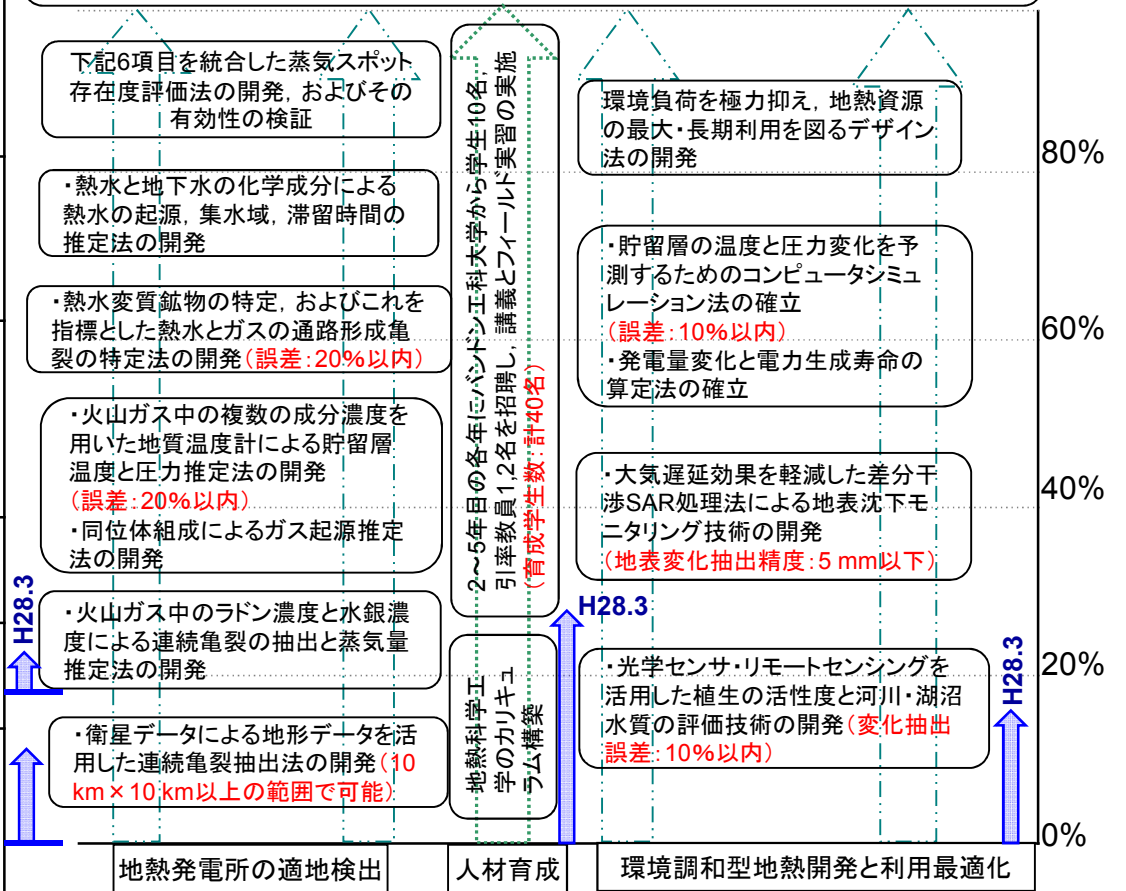 下記6項目を統合した蒸気スポット
存在度評価法の開発，およびその
有効性の検証
・熱水と地下水の化学成分による
熱水の起源，集水域，滞留時間の
推定法の開発
・熱水変質鉱物の特定，およびこれを
指標とした熱水とガスの通路形成亀
裂の特定法の開発（誤差：20%以内）
・火山ガス中の複数の成分濃度を
用いた地質温度計による貯留層
温度と圧力推定法の開発
（誤差：20%以内）
・同位体組成によるガス起源推定
法の開発
H28.3
・火山ガス中のラドン濃度と水銀濃
度による連続亀裂の抽出と蒸気量
推定法の開発
・衛星データによる地形データを活
用した連続亀裂抽出法の開発（10
km×10 km以上の範囲で可能）
地熱発電所の適地検出
2～5年目の各年にバンドン工科大学から学生10名，
引率教員1,2名を招聘し，講義とフィールド実習の実施
（育成学生数：計40名）
地熱科学工
学のカリキュ
ラム構築
人材育成
環境負荷を極力抑え，地熱資源
の最大・長期利用を図るデザイン
法の開発
・貯留層の温度と圧力変化を予
測するためのコンピュータシミュ
レーション法の確立
（誤差：10%以内）
・発電量変化と電力生成寿命の
算定法の確立
・大気遅延効果を軽減した差分干
渉SAR処理法による地表沈下モ
ニタリング技術の開発
（地表変化抽出精度：5 mm以下）
H28.3
・光学センサ・リモートセンシングを
活用した植生の活性度と河川・湖沼
水質の評価技術の開発（変化抽出
誤差：10%以内）
H28.3
環境調和型地熱開発と利用最適化
80%
60%
40%
20%
0%